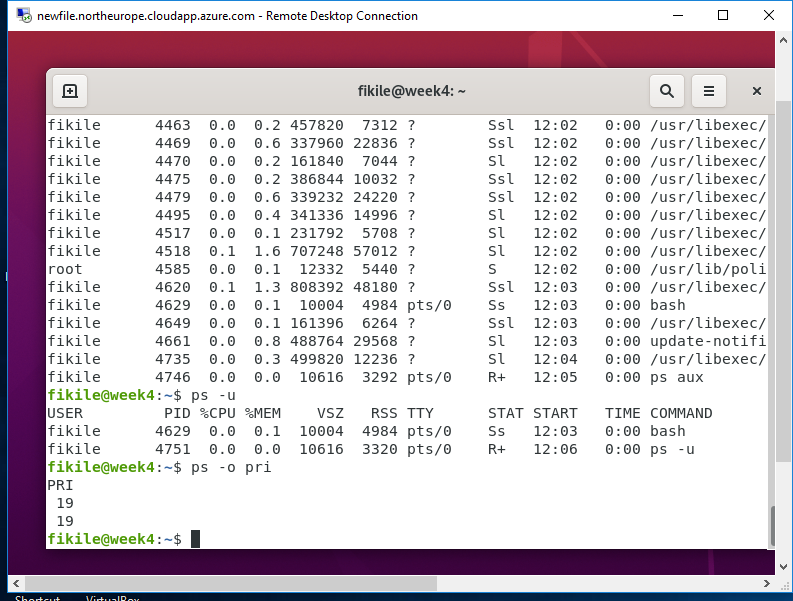 newfile.northeurope.cloudapp.azure.com - Remote Desktop Connection
fikile@week4: ~
fikile 4463 0.0 0.2 457820 7312 ? Ssl 12:02 0:00 /usr/libexec/
fikile 4469 0.0 0.6 337960 22836 ? Ssl 12:02 0:00 /usr/libexec/
fikile 4470 0.0 0.2 161840 7044 ? Sl 12:02 0:00 /usr/libexec/
fikile 4475 0.0 0.2 386844 10032 ? Ssl 12:02 0:00 /usr/libexec/
fikile 4479 0.0 0.6 339232 24220 ? Ssl 12:02 0:00 /usr/libexec/
fikile 4495 0.0 0.4 341336 14996 ? Sl 12:02 0:00 /usr/libexec/
fikile 4517 0.0 0.1 231792 5708 ? Sl 12:02 0:00 /usr/libexec/
fikile 4518 0.1 1.6 707248 57012 ? Sl 12:02 0:00 /usr/libexec/
root 4585 0.0 0.1 12332 5440 ? S 12:02 0:00 /usr/lib/poli
fikile 4620 0.1 1.3 808392 48180 ? Ssl 12:03 0:00 /usr/libexec/
fikile 4629 0.0 0.1 10004 4984 pts/0 Ss 12:03 0:00 bash
fikile 4649 0.0 0.1 161396 6264 ? Ssl 12:03 0:00 /usr/libexec/
fikile 4661 0.0 0.8 488764 29568 ? Sl 12:03 0:00 update-notifi
fikile 4735 0.0 0.3 499820 12236 ? Sl 12:04 0:00 /usr/libexec/
fikile 4746 0.0 0.0 10616 3292 pts/0 R+ 12:05 0:00 ps aux
fikile@week4:~$ ps -u
USER PID %CPU %MEM VSZ RSS TTY STAT START TIME COMMAND
fikile 4629 0.0 0.1 10004 4984 pts/0 Ss 12:03 0:00 bash
fikile 4751 0.0 0.0 10616 3320 pts/0 R+ 12:06 0:00 ps -u
fikile@week4:~$ ps -o pri
PRI
19
19
fikile@week4:~$
Shortcut VirtualBox